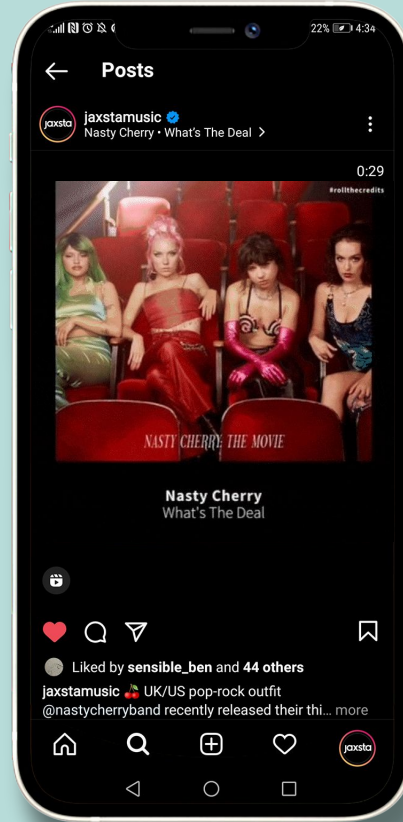 22% 4:34
Posts
jaxsta
jaxstamusic
Nasty Cherry • What's The Deal >
0:29
#rollthecredits
NASTY CHERRY: THE MOVIE
Nasty Cherry
What's The Deal
Liked by sensible_ben and 44 others
jaxstamusic 🍒 UK/US pop-rock outfit
@nastycherryband recently released their thi... more
jaxsta